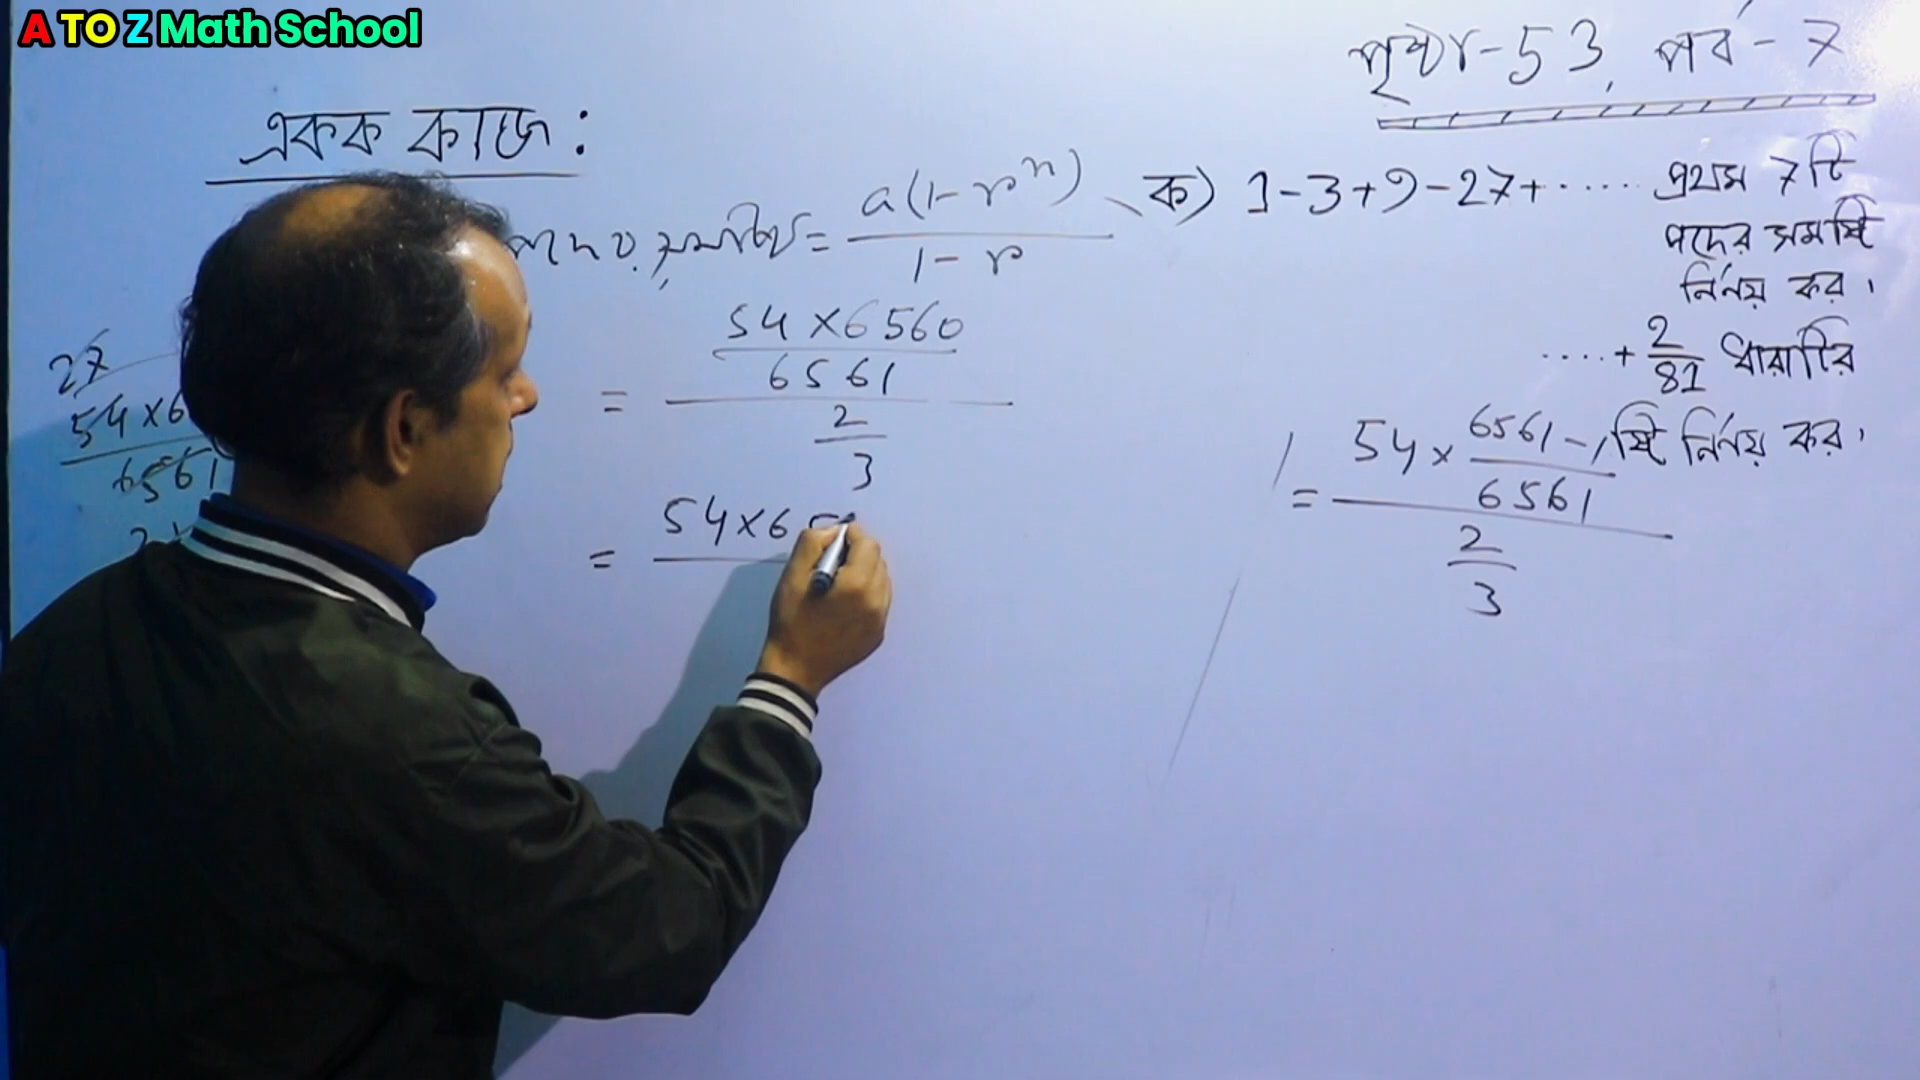 A TO Z Math School
পৃষ্ঠা-53, পর্ব-7
একক কাজ:
= a(1-r^n) / 1-r
ক) 1-3+9-27+...... প্রথম 7টি
পদের সমষ্টি
নির্ণয় কর।
.....+ 2/81 ধারাটির
ষ্টি নির্ণয় কর।
= 54 × 6561-1 / 6561
2/3
= 54×6560 / 6561
2/3
= 54×65
27
54×6
6561